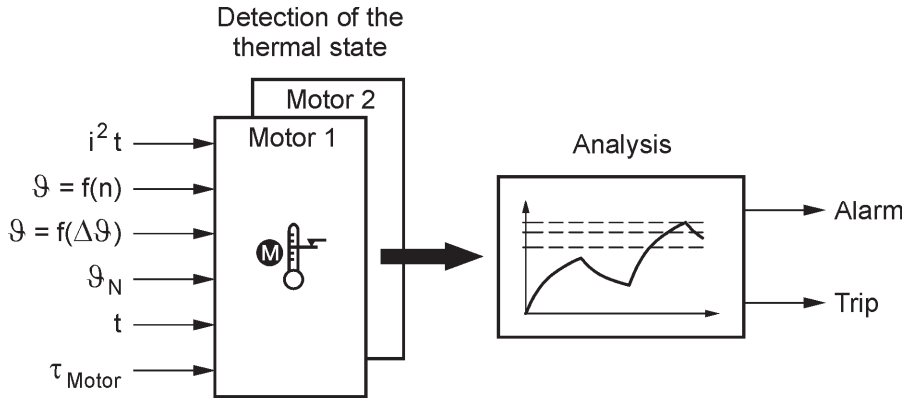 Detection of the
thermal state
Motor 2
Motor 1
i² t
ϑ = f(n)
ϑ = f(Δϑ)
ϑ_N
t
τ_Motor
M
Analysis
Alarm
Trip